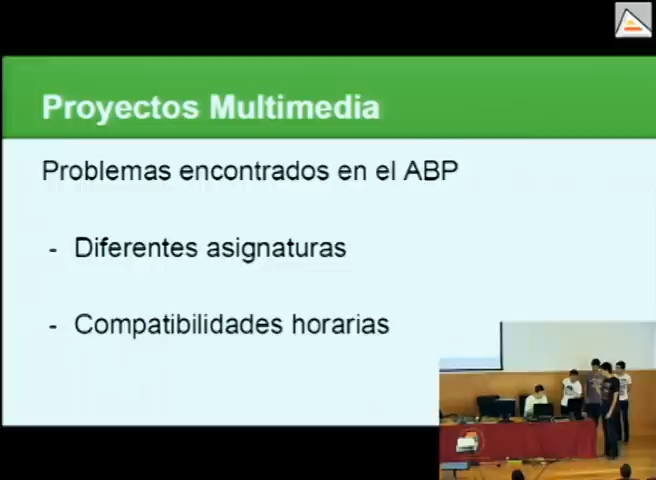 Proyectos Multimedia
Problemas encontrados en el ABP
- Diferentes asignaturas
- Compatibilidades horarias